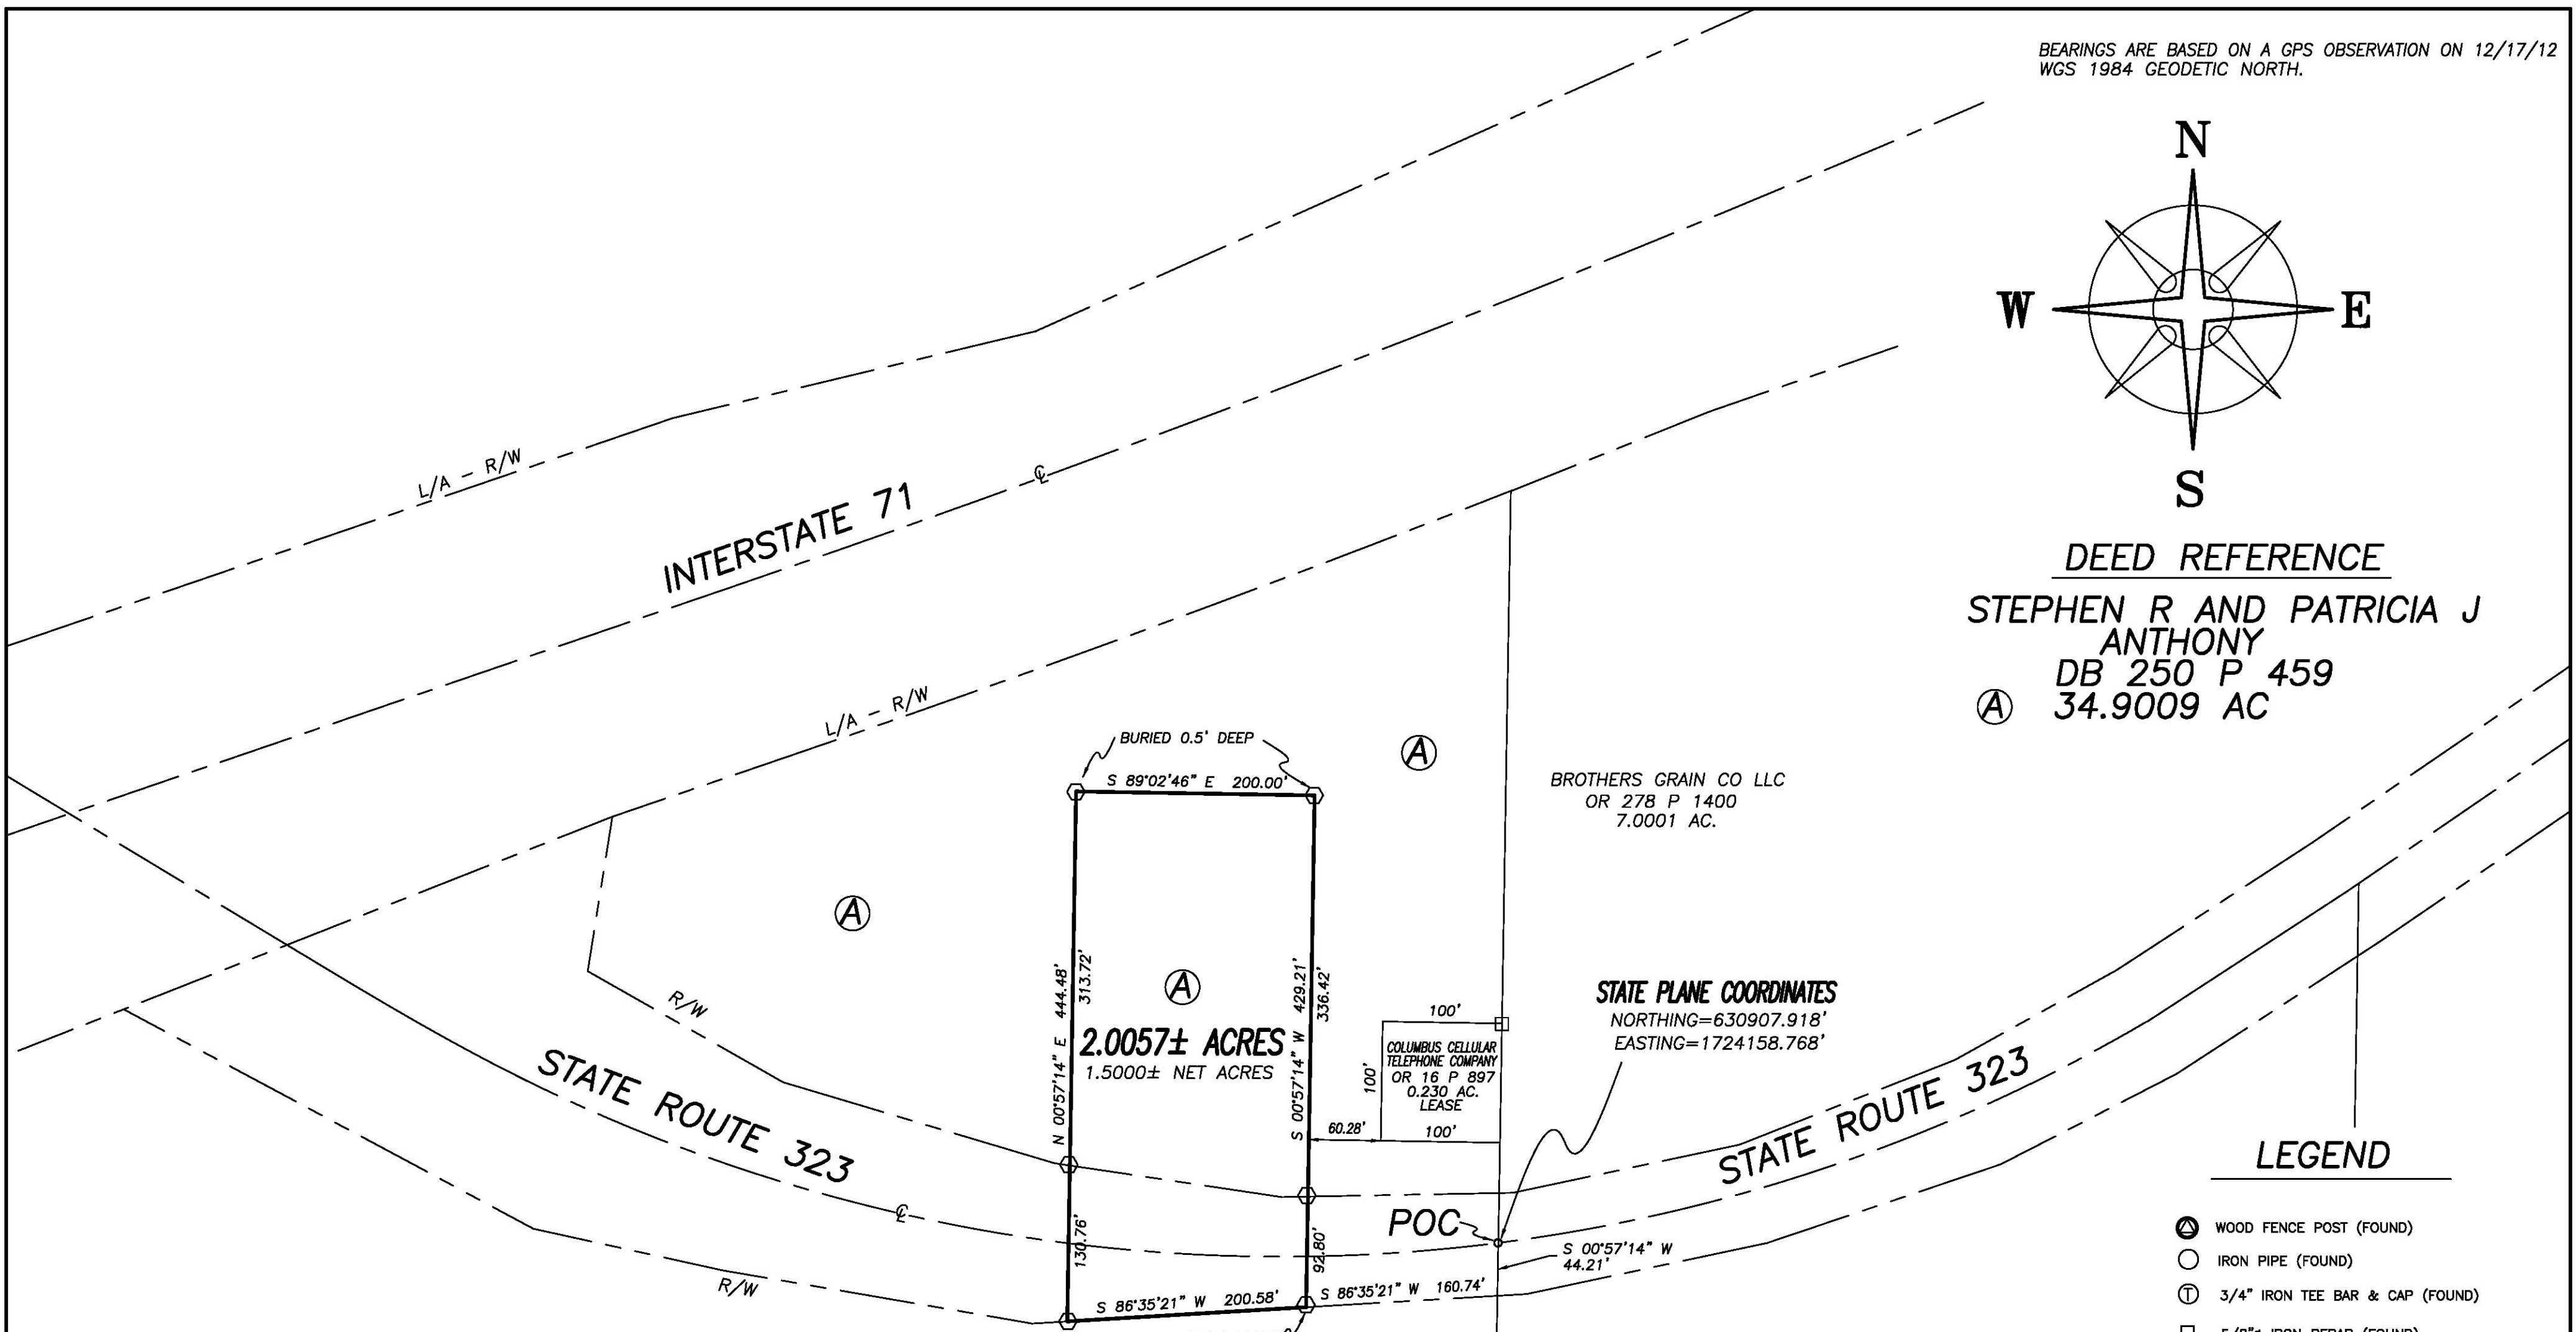 BEARINGS ARE BASED ON A GPS OBSERVATION ON 12/17/12
WGS 1984 GEODETIC NORTH.
N
W
E
S
DEED REFERENCE
STEPHEN R AND PATRICIA J
ANTHONY
DB 250 P 459
A 34.9009 AC
L/A - R/W
INTERSTATE 71
℄
L/A - R/W
BURIED 0.5' DEEP
S 89°02'46" E 200.00'
A
BROTHERS GRAIN CO LLC
OR 278 P 1400
7.0001 AC.
A
N 00°57'14" E 444.48'
313.72'
A
2.0057± ACRES
1.5000± NET ACRES
S 00°57'14" W 429.21'
336.42'
100'
100'
COLUMBUS CELLULAR
TELEPHONE COMPANY
OR 16 P 897
0.230 AC.
LEASE
60.28'
100'
STATE PLANE COORDINATES
NORTHING=630907.918'
EASTING=1724158.768'
R/W
STATE ROUTE 323
℄
STATE ROUTE 323
R/W
130.76'
92.80'
POC
S 00°57'14" W
44.21'
S 86°35'21" W 200.58'
S 86°35'21" W 160.74'
LEGEND
WOOD FENCE POST (FOUND)
IRON PIPE (FOUND)
T 3/4" IRON TEE BAR & CAP (FOUND)